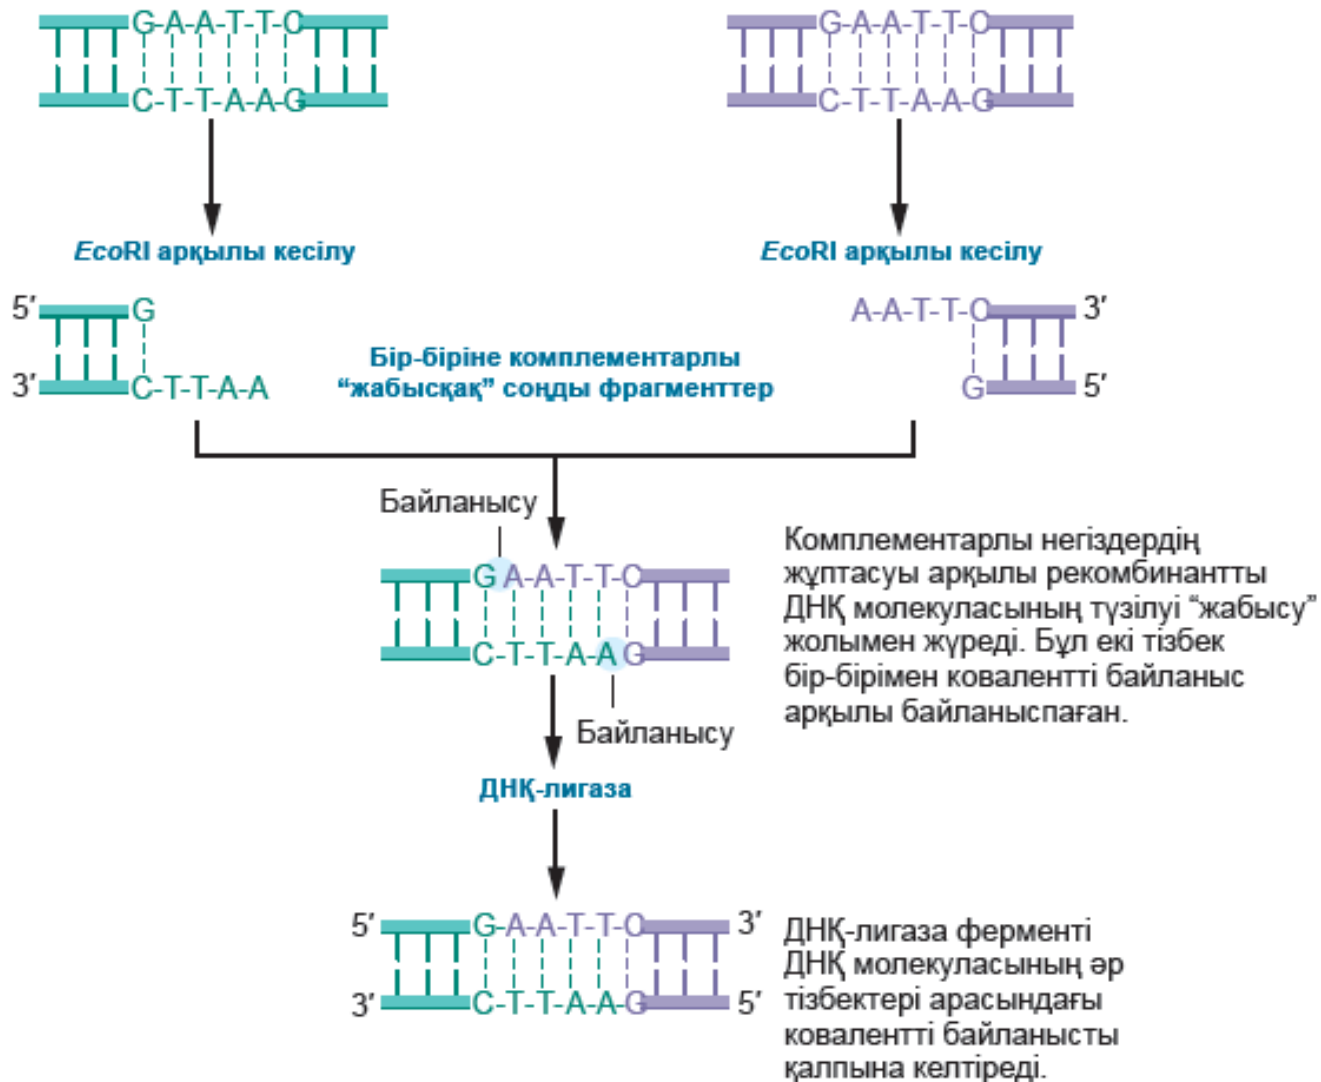 G-A-A-T-T-C
C-T-T-A-A-G
G-A-A-T-T-C
C-T-T-A-A-G
EcoRI арқылы кесілу
EcoRI арқылы кесілу
5′ G
3′ C-T-T-A-A
A-A-T-T-C 3′
G 5′
Бір-біріне комплементарлы
“жабысқақ” соңды фрагменттер
Байланысу
G A-A-T-T-C
C-T-T-A-A G
Байланысу
Комплементарлы негіздердің
жұптасуы арқылы рекомбинантты
ДНҚ молекуласының түзілуі “жабысу”
жолымен жүреді. Бұл екі тізбек
бір-бірімен ковалентті байланыс
арқылы байланыспаған.
ДНҚ-лигаза
5′ G-A-A-T-T-C 3′
3′ C-T-T-A-A-G 5′
ДНҚ-лигаза ферменті
ДНҚ молекуласының әр
тізбектері арасындағы
ковалентті байланысты
қалпына келтіреді.